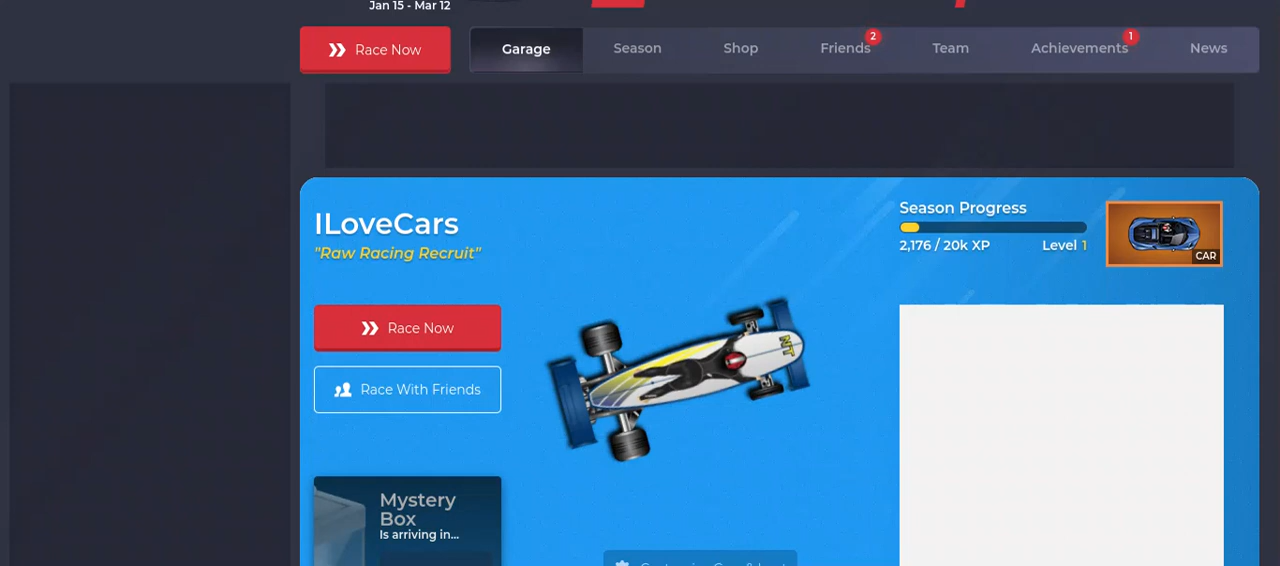 Jan 15 - Mar 12
Race Now
Garage
Season
Shop
Friends
2
Team
Achievements
1
News
ILoveCars
"Raw Racing Recruit"
Season Progress
2,176 / 20k XP
Level 1
CAR
Race Now
Race With Friends
NT
Mystery
Box
Is arriving in...